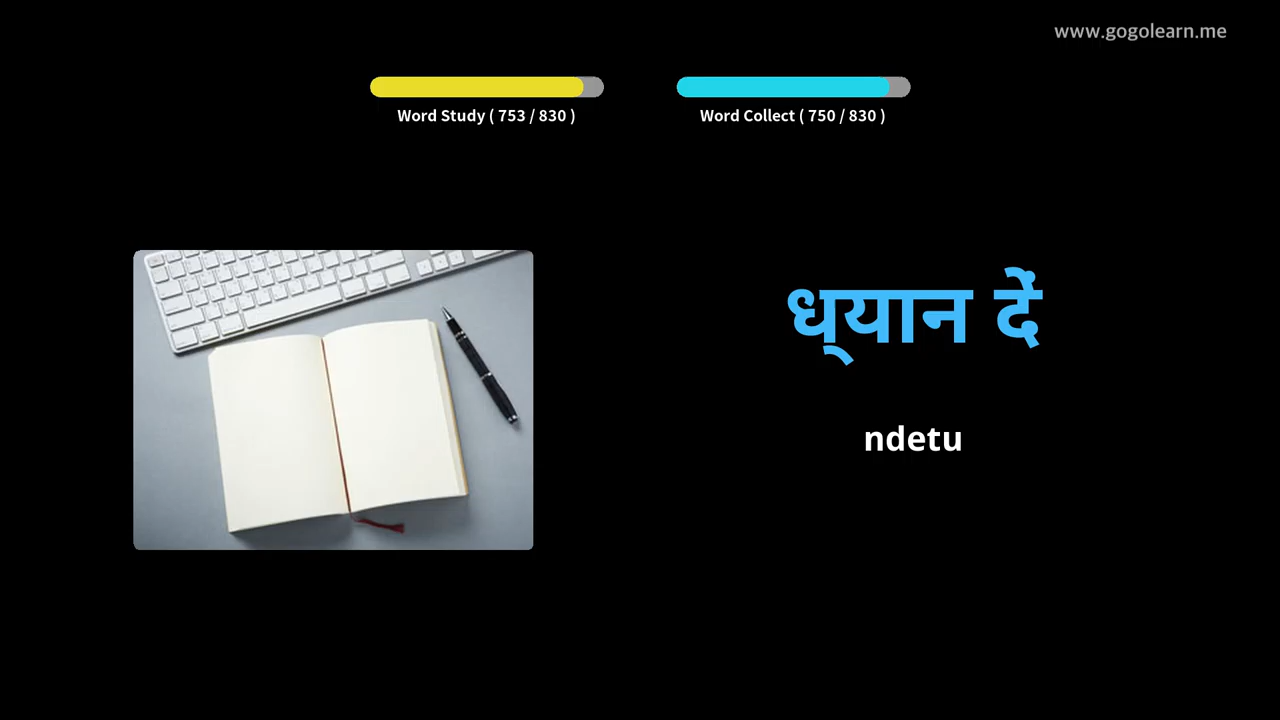 www.gogolearn.me
Word Study ( 753 / 830 )
Word Collect ( 750 / 830 )
ध्यान दें
ndetu